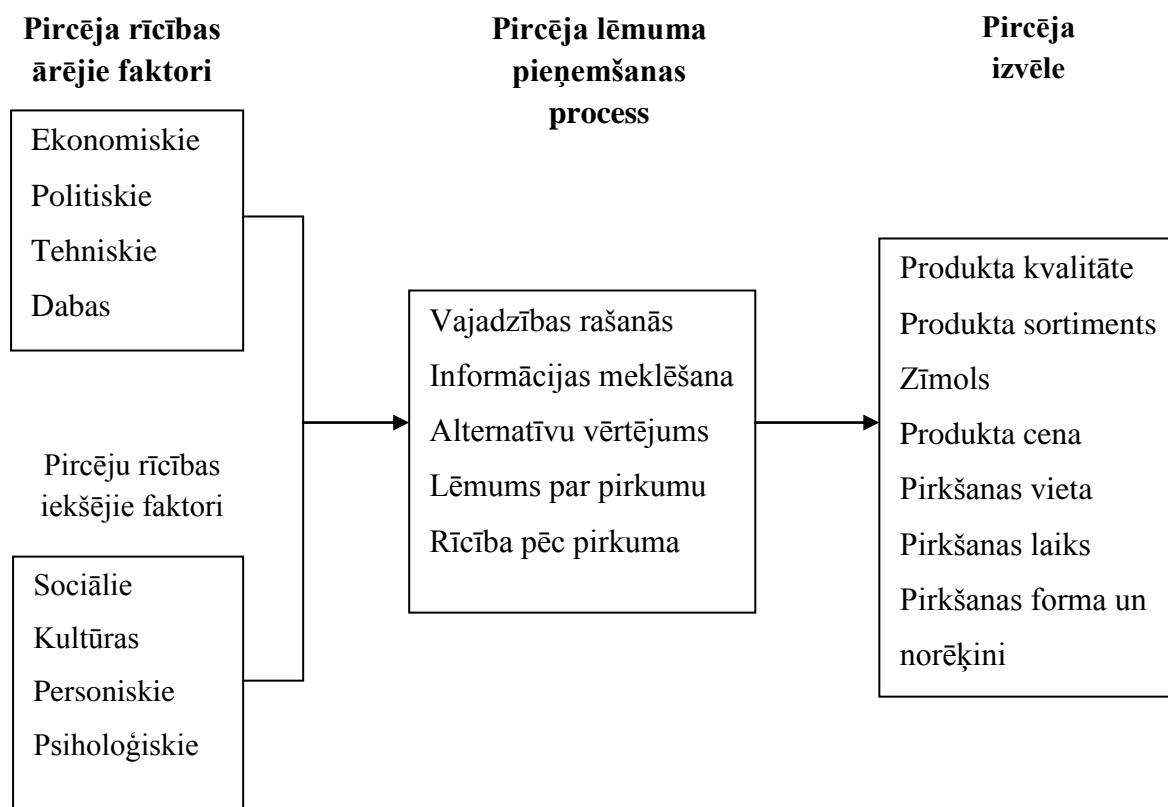 Pircēja rīcības
ārējie faktori
Ekonomiskie
Politiskie
Tehniskie
Dabas
Pircēju rīcības
iekšējie faktori
Sociālie
Kultūras
Personiskie
Psiholoģiskie
Pircēja lēmuma
pieņemšanas
process
Vajadzības rašanās
Informācijas meklēšana
Alternatīvu vērtējums
Lēmums par pirkumu
Rīcība pēc pirkuma
Pircēja
izvēle
Produkta kvalitāte
Produkta sortiments
Zīmols
Produkta cena
Pirkšanas vieta
Pirkšanas laiks
Pirkšanas forma un
norēķini